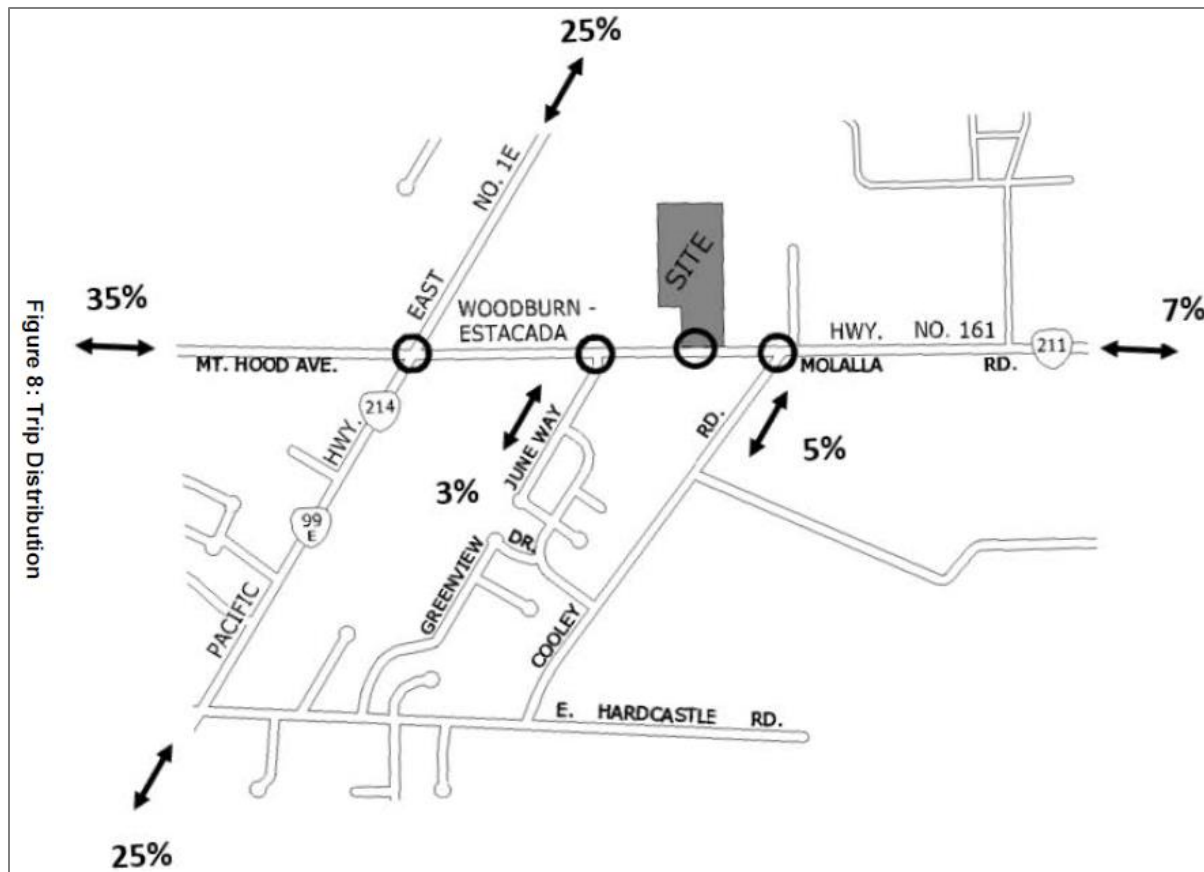 25%
NO. 1E
EAST
SITE
35%
WOODBURN -
ESTACADA
HWY. NO. 161
7%
MT. HOOD AVE.
MOLALLA RD.
211
214
HWY.
JUNE WAY
RD.
5%
3%
99
E
DR.
GREENVIEW
PACIFIC
COOLEY
E. HARDCASTLE RD.
25%
Figure 8: Trip Distribution